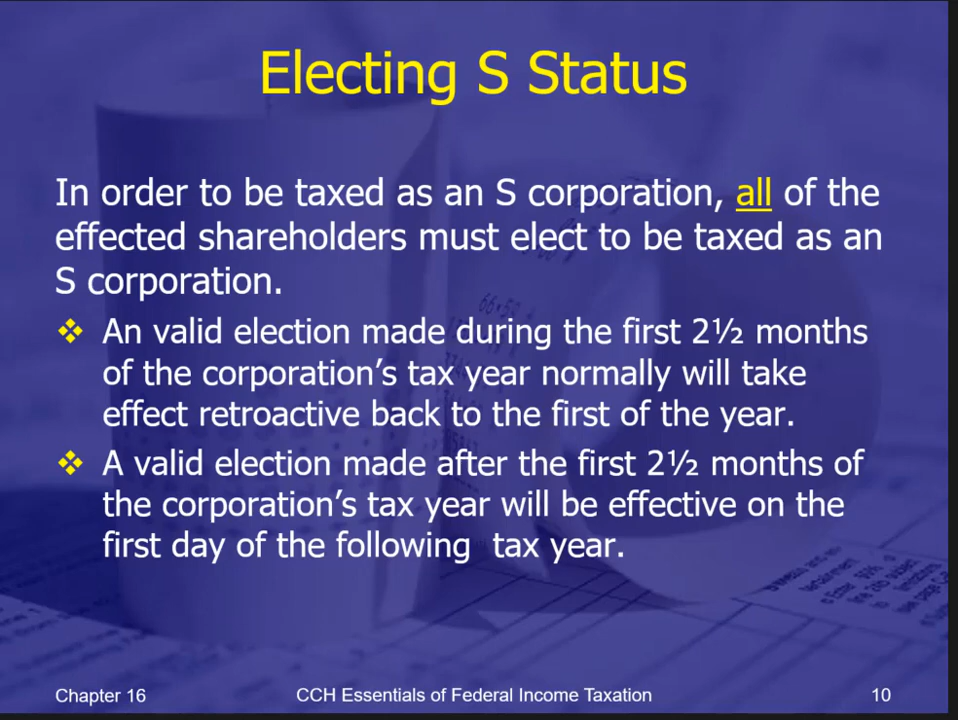 Electing S Status
In order to be taxed as an S corporation, all of the
effected shareholders must elect to be taxed as an
S corporation.
❖ An valid election made during the first 2½ months
of the corporation’s tax year normally will take
effect retroactive back to the first of the year.
❖ A valid election made after the first 2½ months of
the corporation’s tax year will be effective on the
first day of the following  tax year.
Chapter 16
CCH Essentials of Federal Income Taxation
10